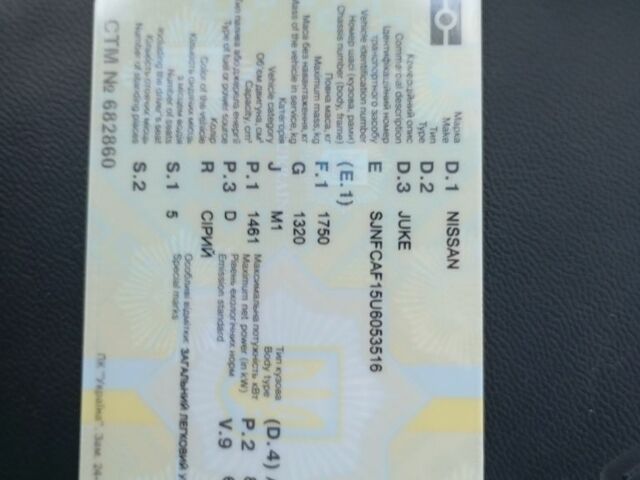 Марка
Make D.1 NISSAN
Тип
Type D.2
Комерційний опис
Commercial description D.3 JUKE
Ідентифікаційний номер
транспортного засобу
Vehicle identification number E SJNFCAF15U6053516
Номер шасі (кузова, рами)
Chassis number (body, frame) (E.1)
Повна маса, кг
Maximum mass, kg F.1 1750
Маса без навантаження, кг
Mass of the vehicle in service, kg G 1320
Категорія
Vehicle category J M1
Тип кузова
Body type (D.4)
Об'єм двигуна, см³
Capacity, cm³ P.1 1461
Максимальна потужність кВт
Maximum net power (in kW) P.2
Тип палива або джерела енергії
Type of fuel or power source P.3 D
Рівень екологічних норм
Emission standard V.9
Колір
Color of the vehicle R СІРИЙ
Кількість сидячих місць
з місцем водія
Number of seats
including the driver's seat S.1 5
Особливі відмітки: ЗАГАЛЬНИЙ ЛЕГКОВИЙ
Special marks
Кількість стоячих місць
Number of standing places S.2
СТМ № 682860
ПК "Україна". Зам. 24-